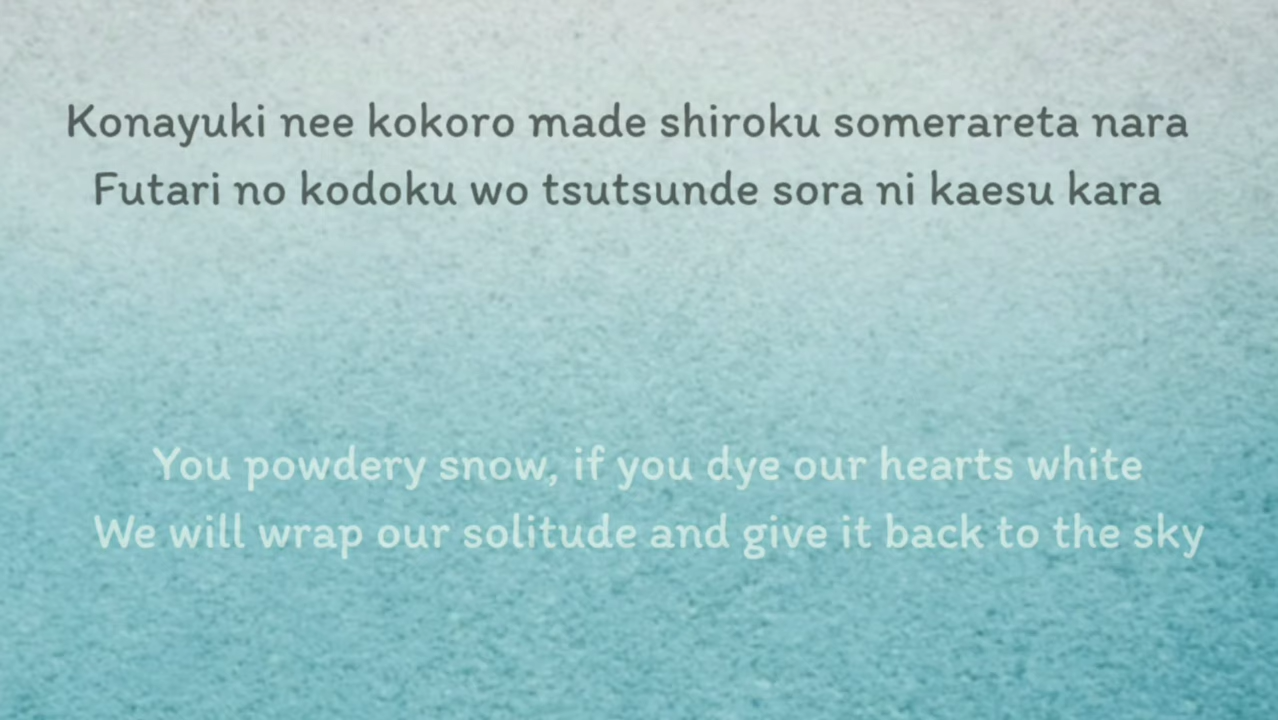 Konayuki nee kokoro made shiroku somerareta nara
Futari no kodoku wo tsutsunde sora ni kaesu kara
You powdery snow, if you dye our hearts white
We will wrap our solitude and give it back to the sky